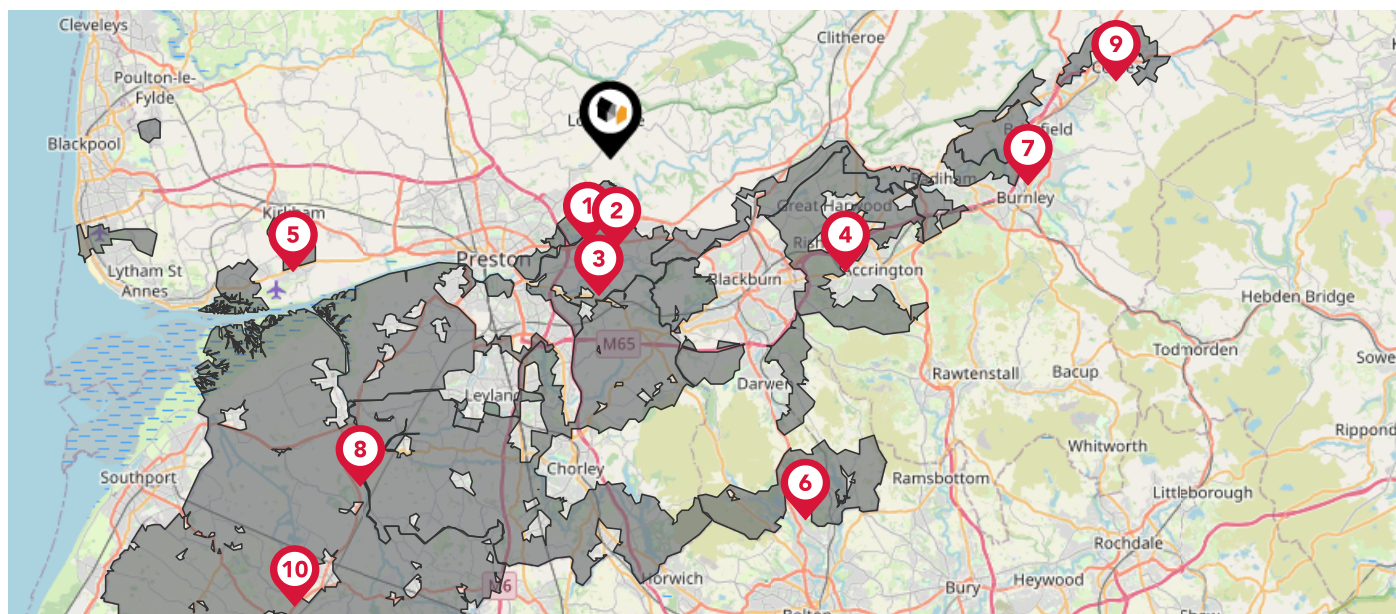 Cleveleys
Clitheroe
9
Poulton-le-
Fylde
Blackpool
7
Padiham
Burnley
Great Harwood
1
2
Kirkham
5
4
Preston
3
Accrington
Lytham St
Annes
Blackburn
Hebden Bridge
M65
Todmorden
Darwen
Rawtenstall
Bacup
Leyland
Whitworth
8
Chorley
Southport
6
Ramsbottom
Littleborough
Rochdale
10
M6
Horwich
Bury
Heywood